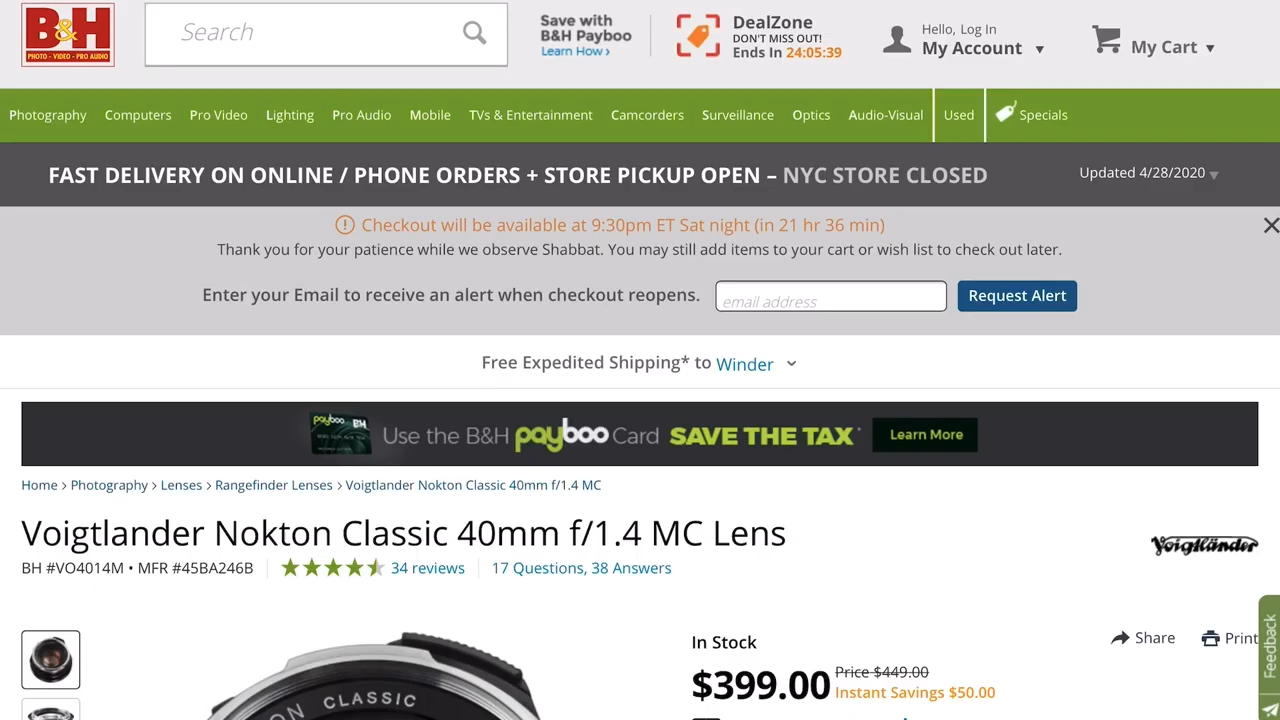 B&H
PHOTO - VIDEO - PRO AUDIO
Search
Save with
B&H Payboo
Learn How ›
DealZone
DON'T MISS OUT!
Ends In 24:05:39
Hello, Log In
My Account ▼
My Cart ▼
Photography Computers Pro Video Lighting Pro Audio Mobile TVs & Entertainment Camcorders Surveillance Optics Audio-Visual Used Specials
FAST DELIVERY ON ONLINE / PHONE ORDERS + STORE PICKUP OPEN – NYC STORE CLOSED
Updated 4/28/2020
Checkout will be available at 9:30pm ET Sat night (in 21 hr 36 min)
Thank you for your patience while we observe Shabbat. You may still add items to your cart or wish list to check out later.
Enter your Email to receive an alert when checkout reopens. email address Request Alert
Free Expedited Shipping* to Winder
payboo BH
Use the B&H payboo Card SAVE THE TAX* Learn More
Home > Photography > Lenses > Rangefinder Lenses > Voigtlander Nokton Classic 40mm f/1.4 MC
Voigtlander Nokton Classic 40mm f/1.4 MC Lens
Voigtländer
BH #VO4014M • MFR #45BA246B 34 reviews 17 Questions, 38 Answers
In Stock
Share Print
$399.00 Price $449.00
Instant Savings $50.00
ON CLASSIC
Feedback